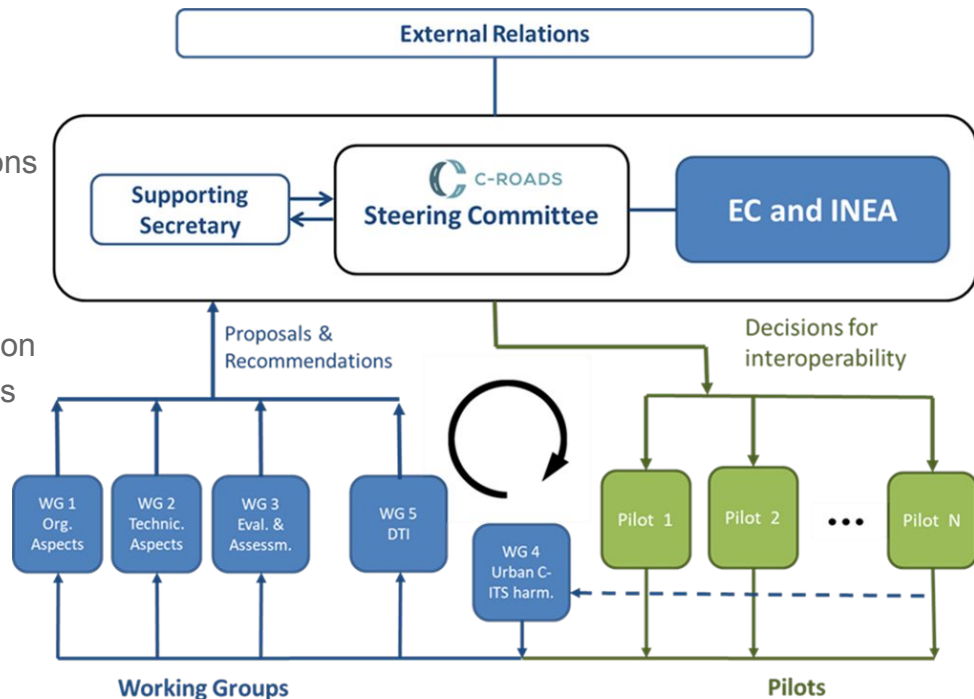 External Relations
ons
C-ROADS
Supporting
Secretary
Steering Committee
EC and INEA
on
s
Proposals &
Recommendations
Decisions for
interoperability
WG 1
Org.
Aspects
WG 2
Technic.
Aspects
WG 3
Eval. &
Assessm.
WG 5
DTI
WG 4
Urban C-
ITS harm.
Pilot 1
Pilot 2
...
Pilot N
Working Groups
Pilots